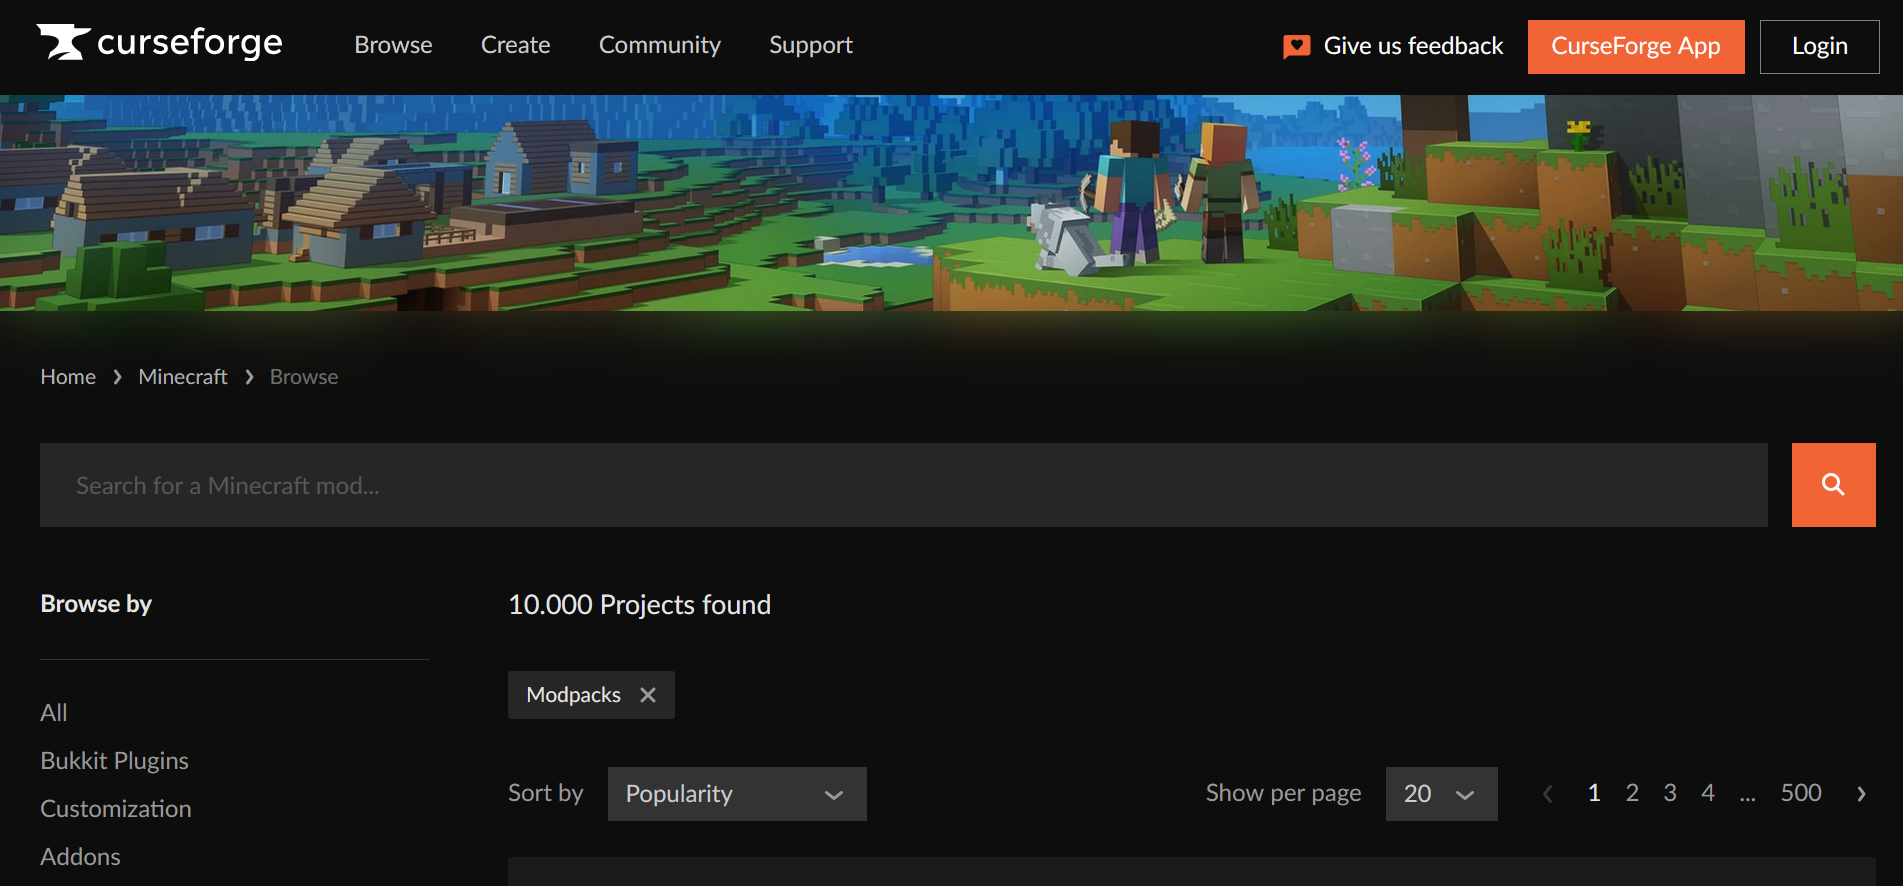 curseforge Browse Create Community Support Give us feedback CurseForge App Login
Home Minecraft Browse
Search for a Minecraft mod...
Browse by
10.000 Projects found
Modpacks
All
Bukkit Plugins
Customization
Addons
Sort by Popularity Show per page 20 1 2 3 4 ... 500